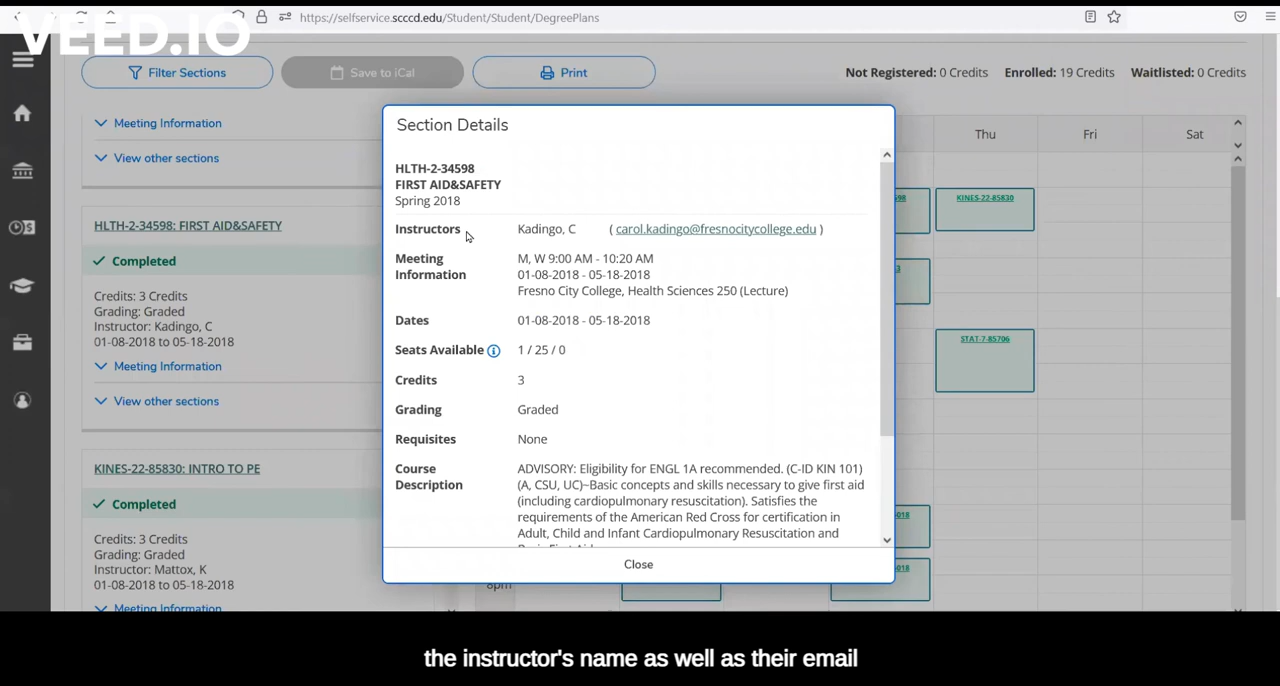 https://selfservice.scccd.edu/Student/Student/DegreePlans
VEED.IO
Filter Sections
Save to iCal
Print
Not Registered: 0 Credits Enrolled: 19 Credits Waitlisted: 0 Credits
Meeting Information
View other sections
HLTH-2-34598: FIRST AID&SAFETY
Completed
Credits: 3 Credits
Grading: Graded
Instructor: Kadingo, C
01-08-2018 to 05-18-2018
Meeting Information
View other sections
KINES-22-85830: INTRO TO PE
Completed
Credits: 3 Credits
Grading: Graded
Instructor: Mattox, K
01-08-2018 to 05-18-2018
Meeting Information
Section Details
HLTH-2-34598
FIRST AID&SAFETY
Spring 2018
Instructors Kadingo, C ( carol.kadingo@fresnocitycollege.edu )
Meeting Information M, W 9:00 AM - 10:20 AM
01-08-2018 - 05-18-2018
Fresno City College, Health Sciences 250 (Lecture)
Dates 01-08-2018 - 05-18-2018
Seats Available 1 / 25 / 0
Credits 3
Grading Graded
Requisites None
Course Description ADVISORY: Eligibility for ENGL 1A recommended. (C-ID KIN 101)
(A, CSU, UC)~Basic concepts and skills necessary to give first aid
(including cardiopulmonary resuscitation). Satisfies the
requirements of the American Red Cross for certification in
Adult, Child and Infant Cardiopulmonary Resuscitation and
Close
Thu Fri Sat
598
KINES-22-85830
3
STAT-7-85706
018
018
8pm
the instructor's name as well as their email